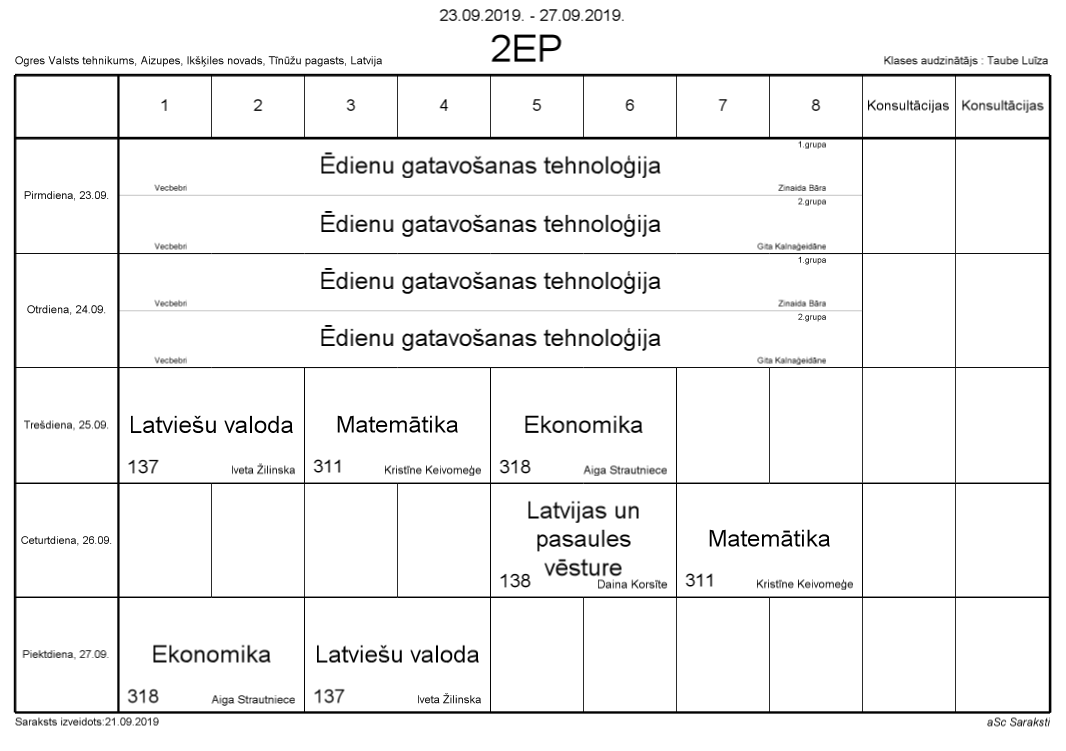 23.09.2019. - 27.09.2019.
2EP
Ogres Valsts tehnikums, Aizupes, Ikšķiles novads, Tīnūžu pagasts, Latvija
Klases audzinātājs : Taube Luīza
1 2 3 4 5 6 7 8 Konsultācijas Konsultācijas
Pirmdiena, 23.09.
1.grupa
Ēdienu gatavošanas tehnoloģija
Vecbebri Zinaida Bāra
2.grupa
Ēdienu gatavošanas tehnoloģija
Vecbebri Gita Kalnaģeidāne
Otrdiena, 24.09.
1.grupa
Ēdienu gatavošanas tehnoloģija
Vecbebri Zinaida Bāra
2.grupa
Ēdienu gatavošanas tehnoloģija
Vecbebri Gita Kalnaģeidāne
Trešdiena, 25.09.
Latviešu valoda
137 Iveta Žilinska
Matemātika
311 Kristīne Keivomeģe
Ekonomika
318 Aiga Strautniece
Ceturtdiena, 26.09.
Latvijas un
pasaules
vēsture
138 Daina Korsīte
Matemātika
311 Kristīne Keivomeģe
Piektdiena, 27.09.
Ekonomika
318 Aiga Strautniece
Latviešu valoda
137 Iveta Žilinska
Saraksts izveidots:21.09.2019
aSc Saraksti